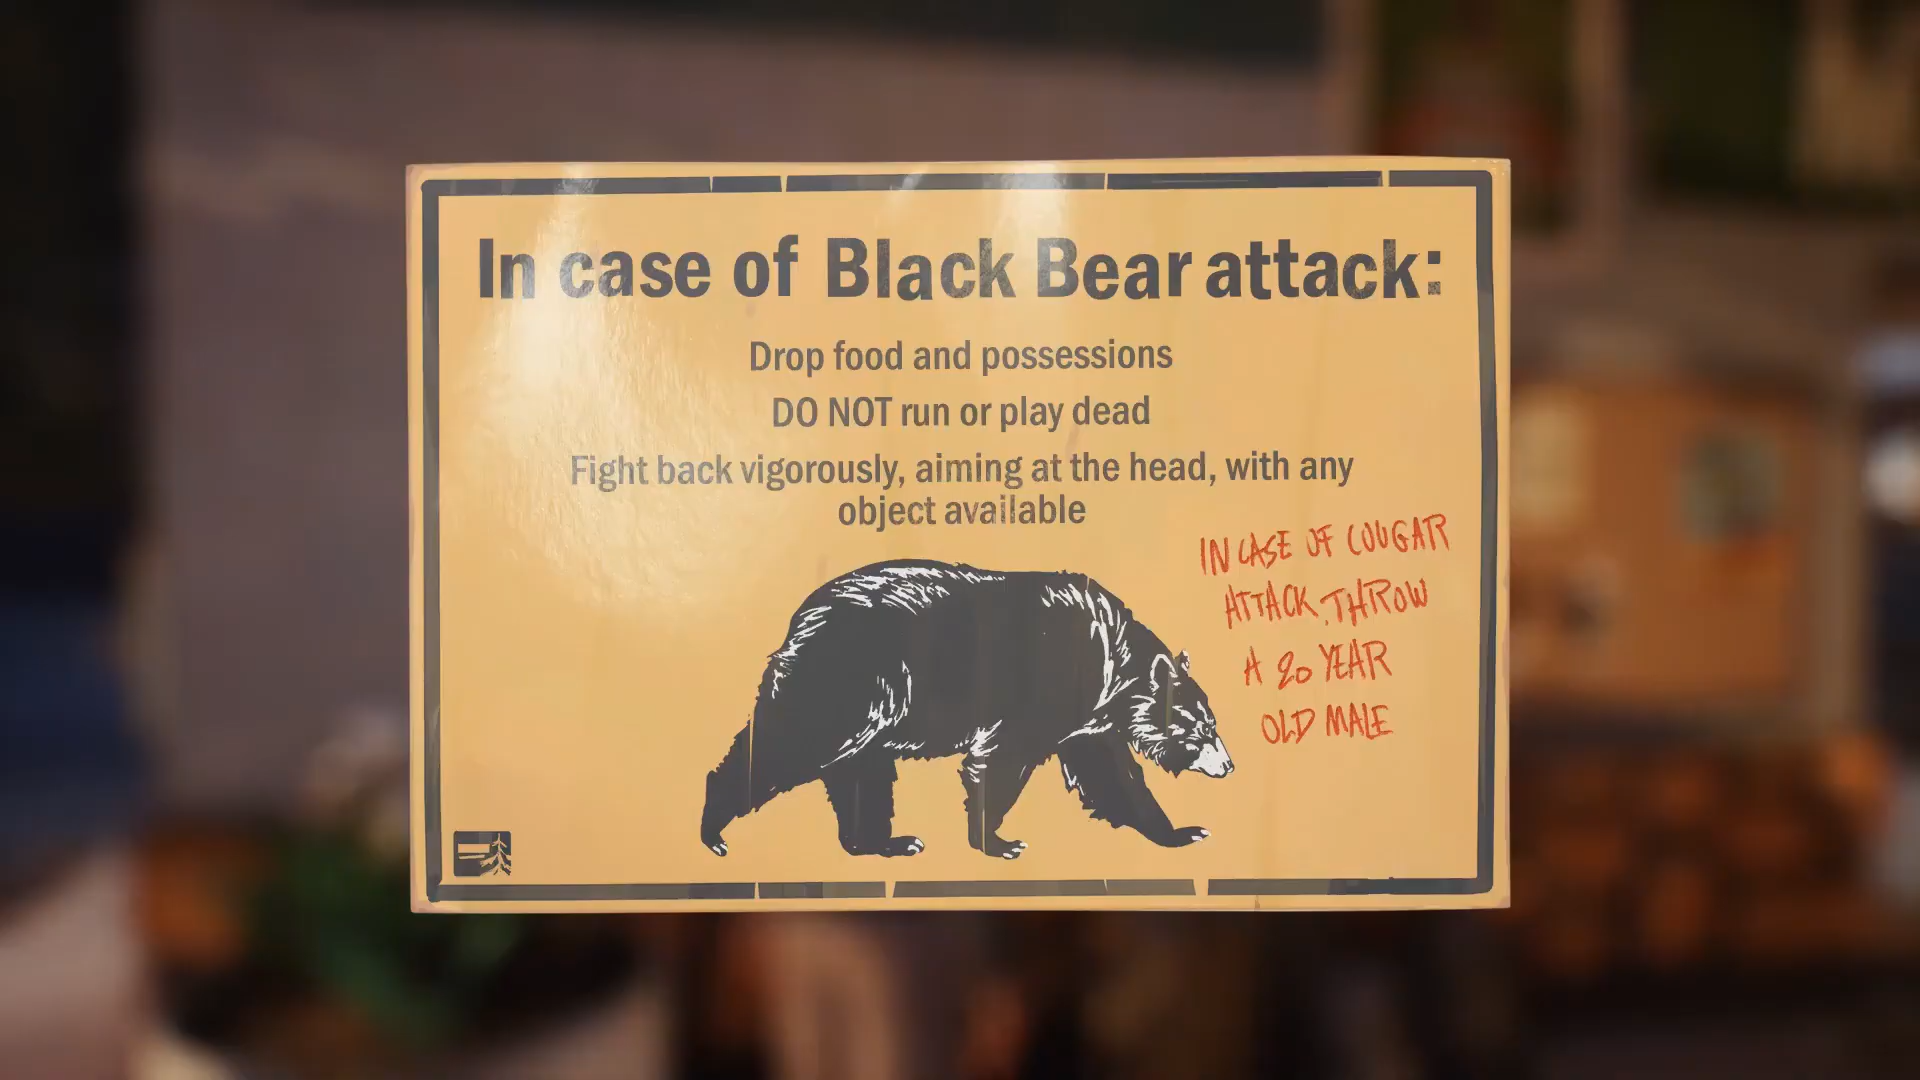 In case of Black Bear attack:
Drop food and possessions
DO NOT run or play dead
Fight back vigorously, aiming at the head, with any
object available
IN CASE OF COUGAR
ATTACK, THROW
A 20 YEAR
OLD MALE